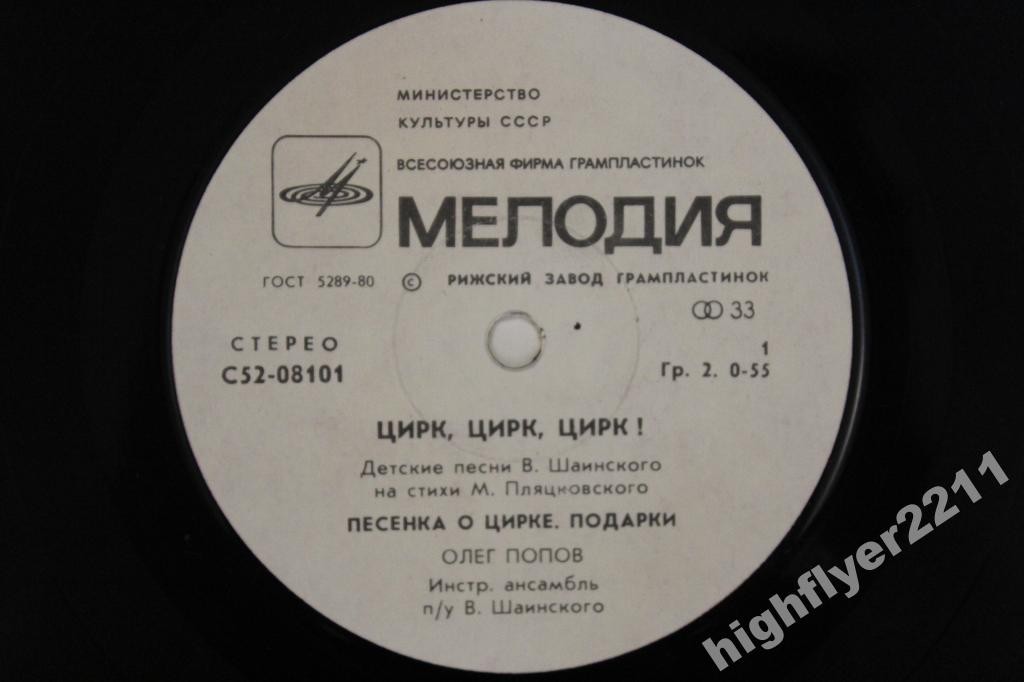 МИНИСТЕРСТВО
КУЛЬТУРЫ СССР
ВСЕСОЮЗНАЯ ФИРМА ГРАМПЛАСТИНОК
МЕЛОДИЯ
ГОСТ 5289-80 © РИЖСКИЙ ЗАВОД ГРАМПЛАСТИНОК
33
СТЕРЕО
С52-08101
1
Гр. 2. 0-55
ЦИРК, ЦИРК, ЦИРК!
Детские песни В. Шаинского
на стихи М. Пляцковского
ПЕСЕНКА О ЦИРКЕ. ПОДАРКИ
ОЛЕГ ПОПОВ
Инстр. ансамбль
п/у В. Шаинского
highflyer2211